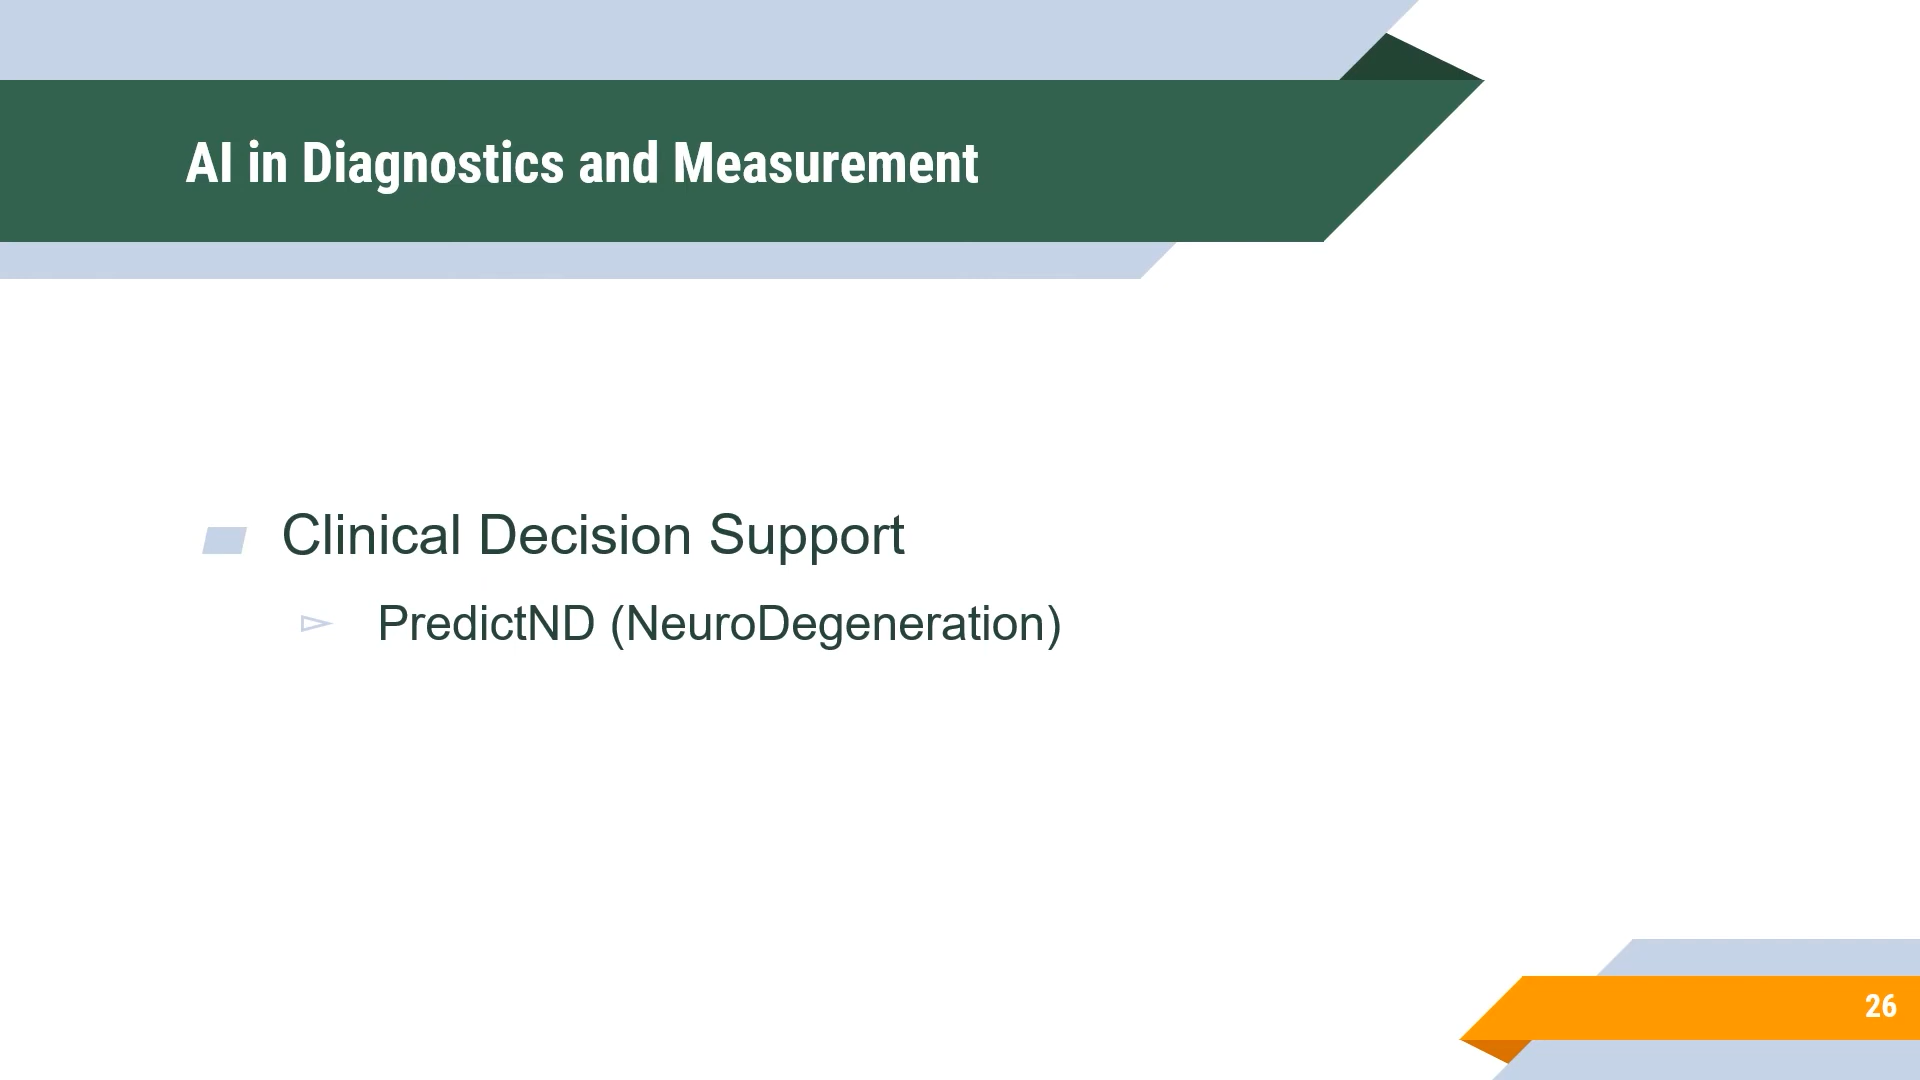 AI in Diagnostics and Measurement
Clinical Decision Support
PredictND (NeuroDegeneration)
26